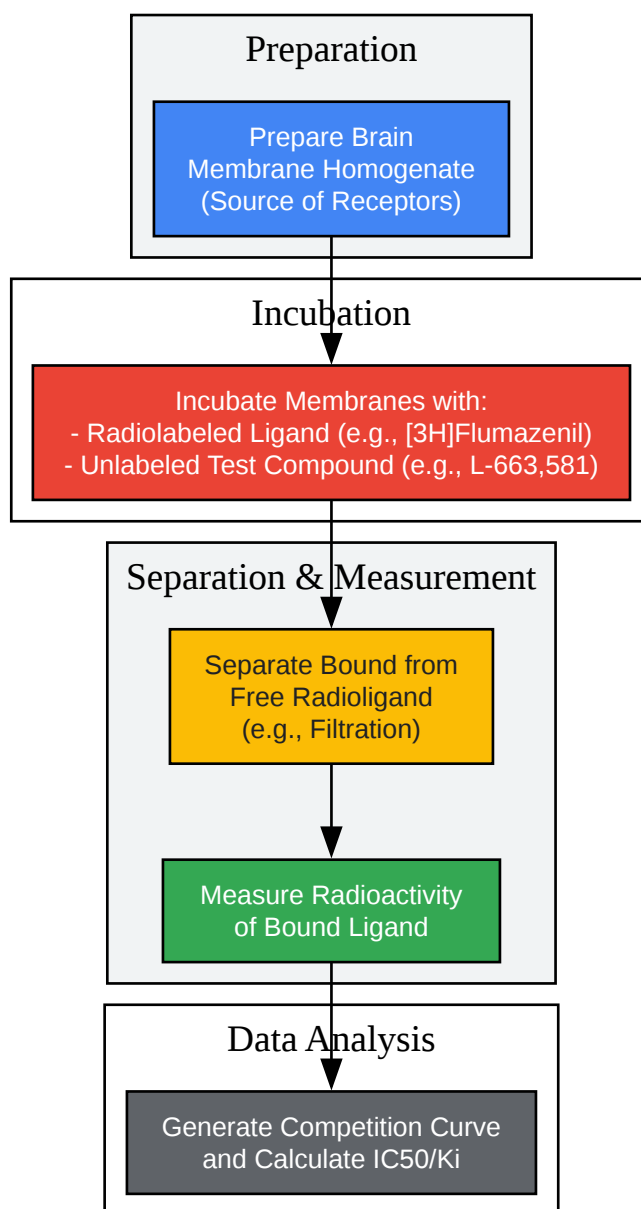 Preparation
Prepare Brain
Membrane Homogenate
(Source of Receptors)
Incubation
Incubate Membranes with:
- Radiolabeled Ligand (e.g., [3H]Flumazenil)
- Unlabeled Test Compound (e.g., L-663,581)
Separation & Measurement
Separate Bound from
Free Radioligand
(e.g., Filtration)
Measure Radioactivity
of Bound Ligand
Data Analysis
Generate Competition Curve
and Calculate IC50/Ki